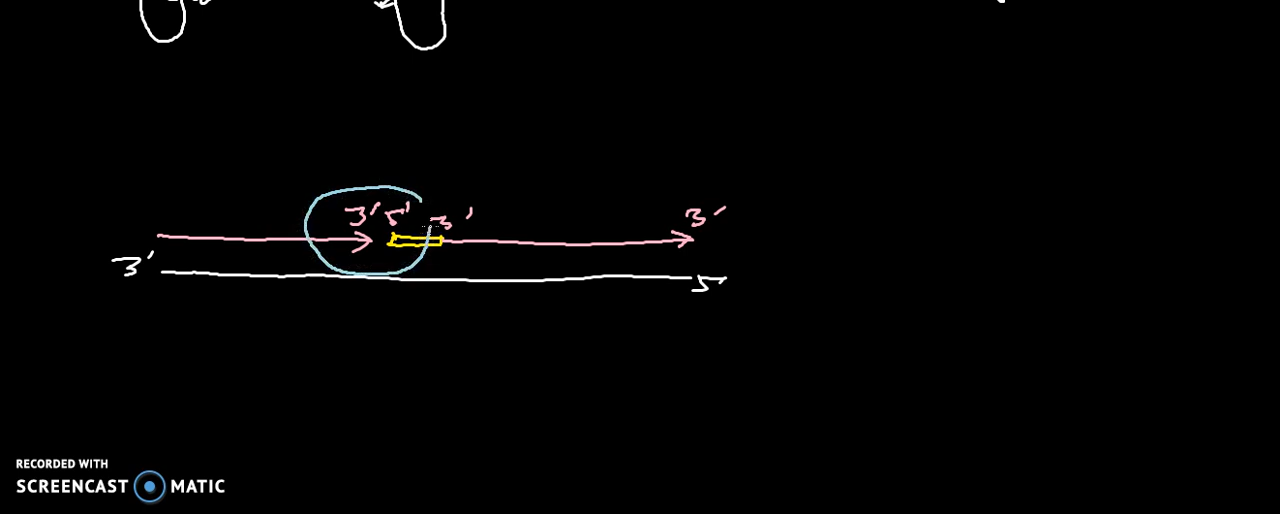 3' 5' 3' 3'
3' 5'
RECORDED WITH
SCREENCAST MATIC